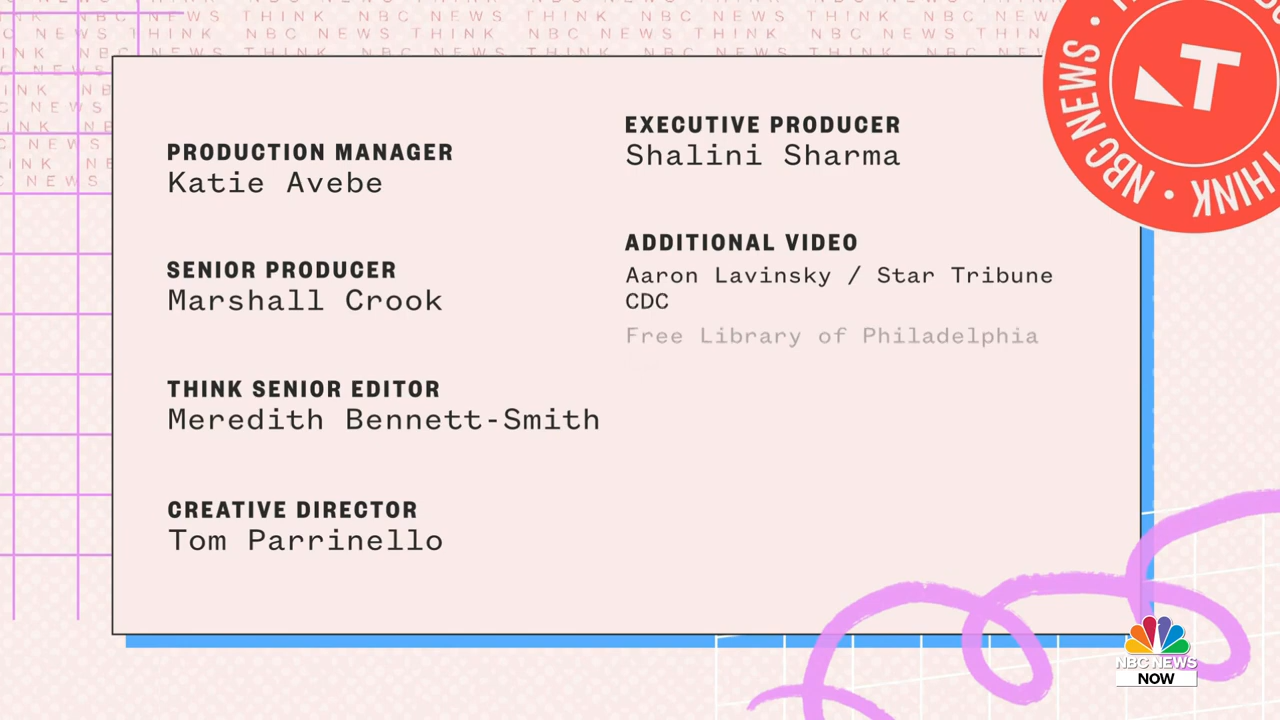 THINK NBC NEWS THINK NBC NEWS THINK NBC NEWS THINK NBC NEWS
PRODUCTION MANAGER
Katie Avebe
SENIOR PRODUCER
Marshall Crook
THINK SENIOR EDITOR
Meredith Bennett-Smith
CREATIVE DIRECTOR
Tom Parrinello
EXECUTIVE PRODUCER
Shalini Sharma
ADDITIONAL VIDEO
Aaron Lavinsky / Star Tribune
CDC
Free Library of Philadelphia
NBC NEWS • THINK •
T
NBC NEWS
NOW